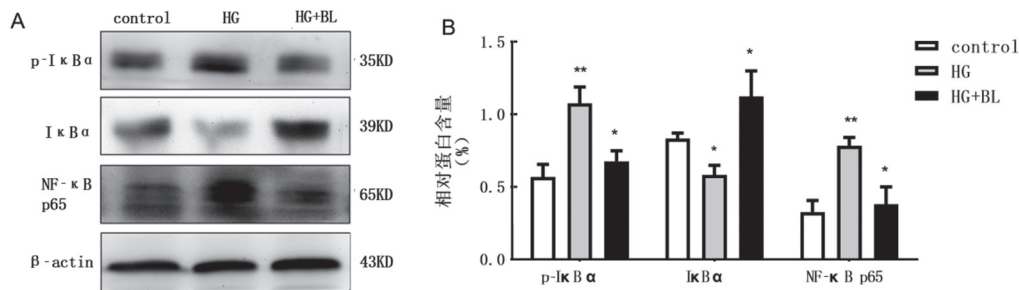 A
control HG HG+BL
p-IκBα 35KD
IκBα 39KD
NF-κB
p65 65KD
β-actin 43KD
B
相对蛋白含量
(%)
1.5
1.0
0.5
0.0
** * * * ** *
p-IκBα IκBα NF-κB p65
control
HG
HG+BL